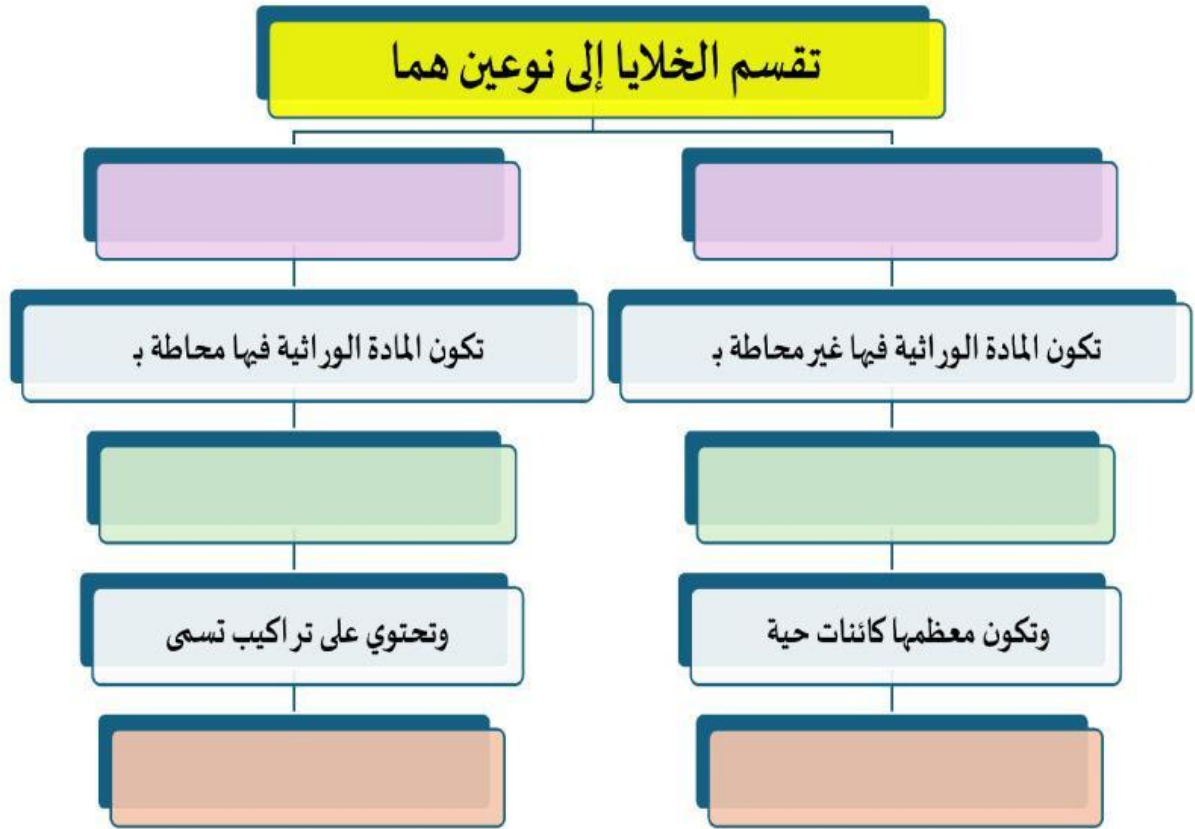 تقسم الخلايا إلى نوعين هما
تكون المادة الوراثية فيها غير محاطة بـ
تكون المادة الوراثية فيها محاطة بـ
وتكون معظمها كائنات حية
وتحتوي على تراكيب تسمى